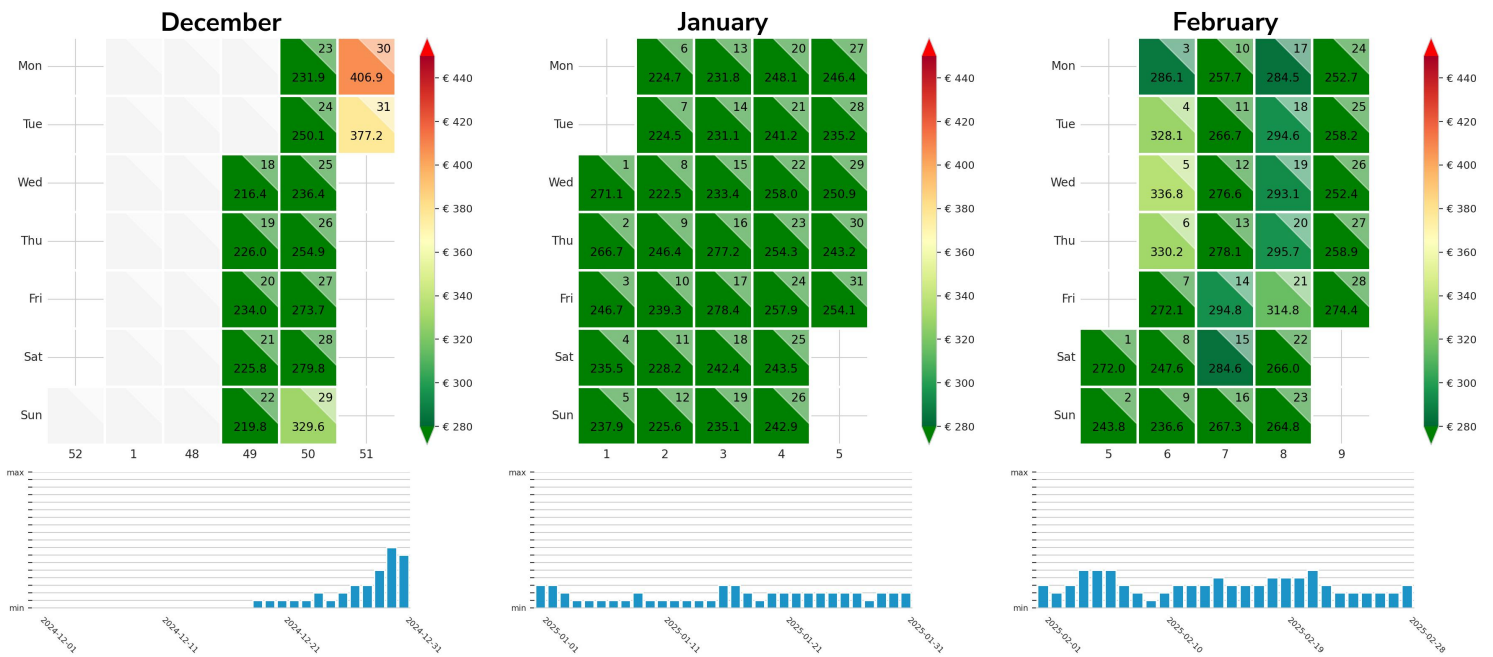 December January February
23 30 6 13 20 27 3 10 17 24
Mon 231.9 406.9 € 440 Mon 224.7 231.8 248.1 246.4 € 440 Mon 286.1 257.7 284.5 252.7 € 440
24 31 7 14 21 28 4 11 18 25
Tue 250.1 377.2 € 420 Tue 224.5 231.1 241.2 235.2 € 420 Tue 328.1 266.7 294.6 258.2 € 420
18 25 € 400 1 8 15 22 29 € 400 5 12 19 26 € 400
Wed 216.4 236.4 Wed 271.1 222.5 233.4 258.0 250.9 Wed 336.8 276.6 293.1 252.4
€ 380 € 380 € 380
19 26 2 9 16 23 30 6 13 20 27
Thu 226.0 254.9 € 360 Thu 266.7 246.4 277.2 254.3 243.2 € 360 Thu 330.2 278.1 295.7 258.9 € 360
20 27 3 10 17 24 31 7 14 21 28
Fri 234.0 273.7 € 340 Fri 246.7 239.3 278.4 257.9 254.1 € 340 Fri 272.1 294.8 314.8 274.4 € 340
21 28 € 320 4 11 18 25 € 320 1 8 15 22 € 320
Sat 225.8 279.8 Sat 235.5 228.2 242.4 243.5 Sat 272.0 247.6 284.6 266.0
€ 300 € 300 € 300
22 29 5 12 19 26 2 9 16 23
Sun 219.8 329.6 € 280 Sun 237.9 225.6 235.1 242.9 € 280 Sun 243.8 236.6 267.3 264.8 € 280
52 1 48 49 50 51 1 2 3 4 5 5 6 7 8 9
max max max
min min min
2024-12-01 2024-12-11 2024-12-21 2024-12-31 2025-01-01 2025-01-11 2025-01-21 2025-01-31 2025-02-01 2025-02-10 2025-02-19 2025-02-28